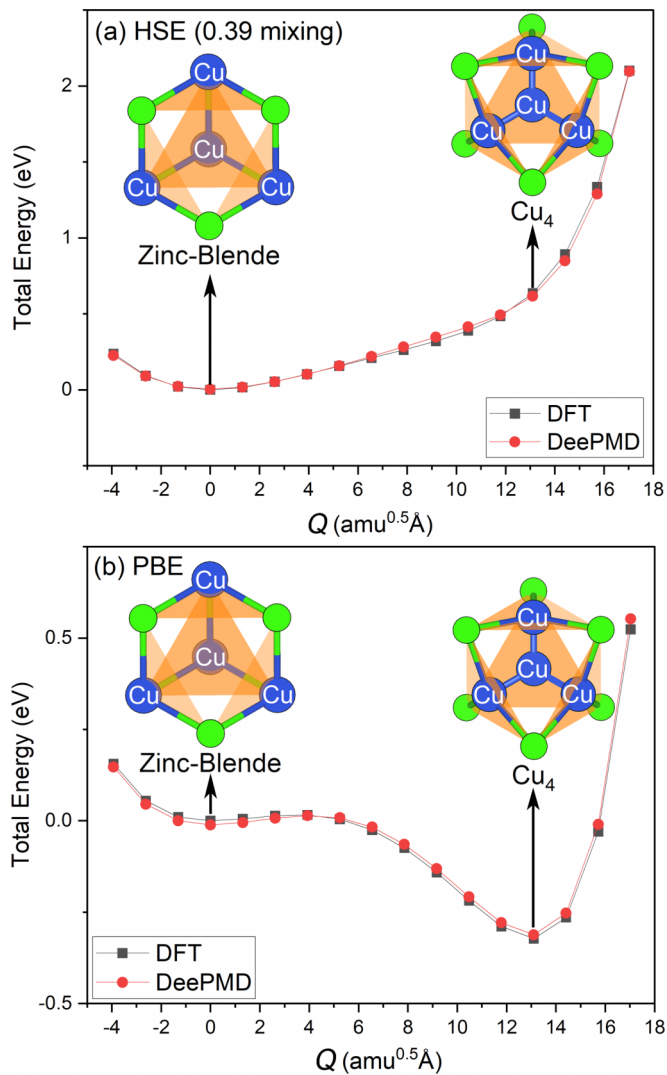 (a) HSE (0.39 mixing)
Cu
Cu
Cu
Cu
Zinc-Blende
Cu
Cu
Cu
Cu
Cu₄
Total Energy (eV)
2
1
0
DFT
DeePMD
-4 -2 0 2 4 6 8 10 12 14 16 18
Q (amu⁰·⁵Å)
(b) PBE
Cu
Cu
Cu
Cu
Zinc-Blende
Cu
Cu
Cu
Cu
Cu₄
Total Energy (eV)
0.5
0.0
-0.5
DFT
DeePMD
-4 -2 0 2 4 6 8 10 12 14 16 18
Q (amu⁰·⁵Å)